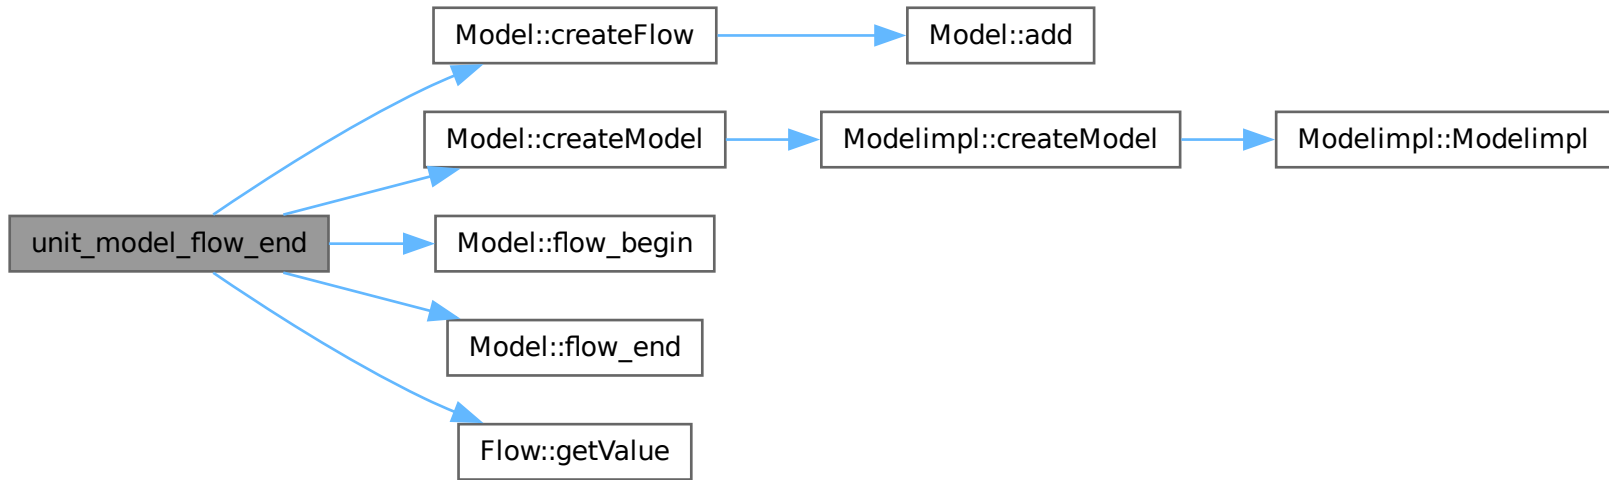 Model::createFlow
Model::add
Model::createModel
Modelimpl::createModel
Modelimpl::Modelimpl
unit_model_flow_end
Model::flow_begin
Model::flow_end
Flow::getValue